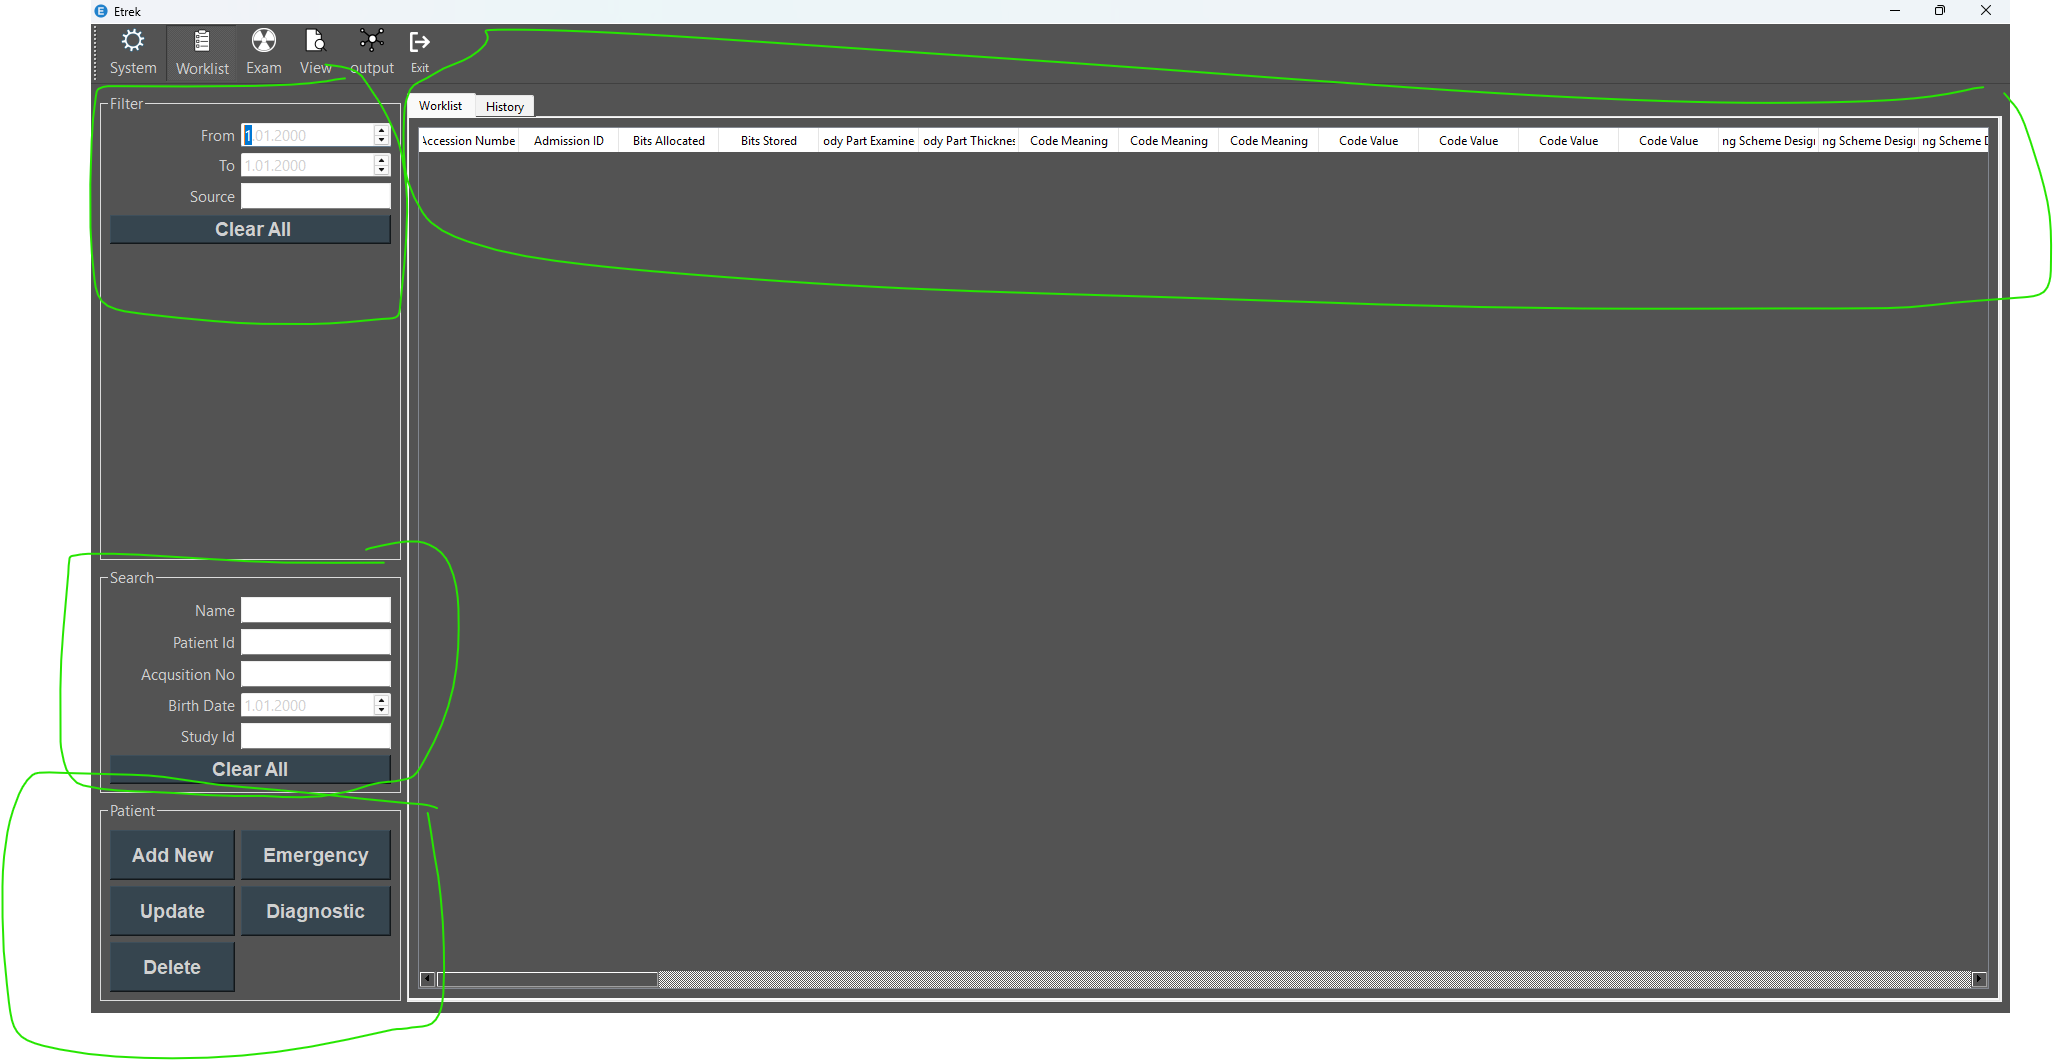 Etrek
System Worklist Exam View output Exit
Filter
From 1.01.2000
To 1.01.2000
Source
Clear All
Search
Name
Patient Id
Acqusition No
Birth Date 1.01.2000
Study Id
Clear All
Patient
Add New Emergency
Update Diagnostic
Delete
Worklist History
Accession Numbe Admission ID Bits Allocated Bits Stored ody Part Examine ody Part Thicknes Code Meaning Code Meaning Code Meaning Code Value Code Value Code Value Code Value ng Scheme Desig ng Scheme Desig ng Scheme D